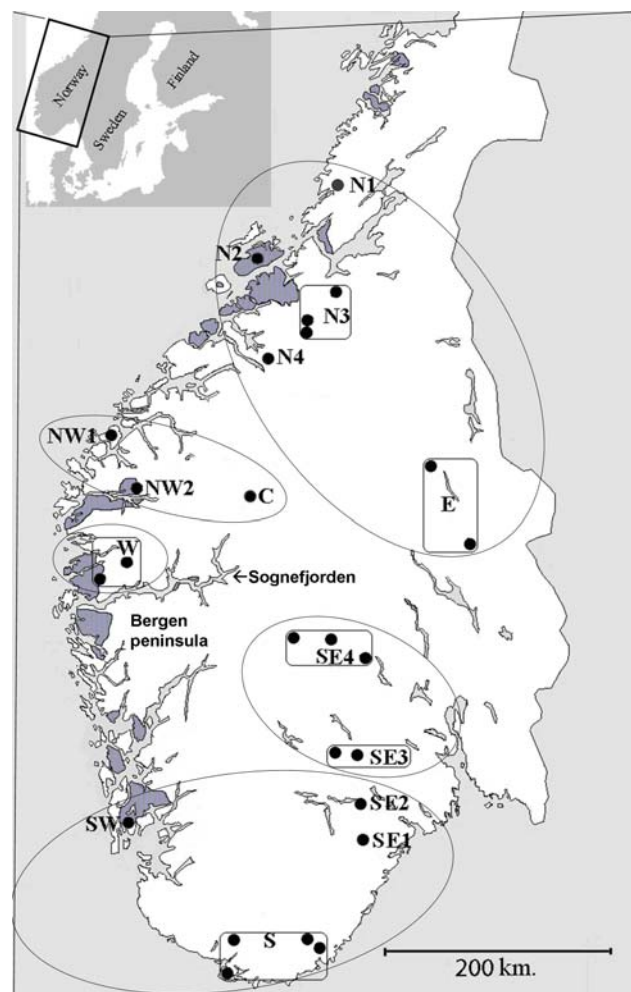 Norway
Sweden
Finland
N1
N2
N3
N4
NW1
NW2
C
E
W
←Sognefjorden
Bergen
peninsula
SE4
SE3
SE2
SW
SE1
S
200 km.